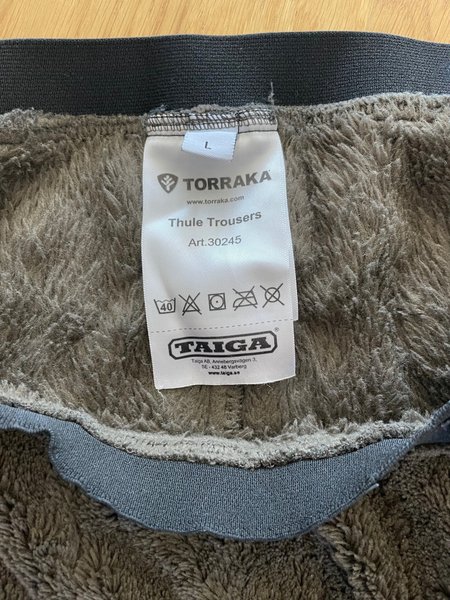 L
TORRAKA
www.torraka.com
Thule Trousers
Art.30245
40
TAIGA
Taiga AB, Annebergsvägen 3,
SE - 432 48 Varberg
www.taiga.se